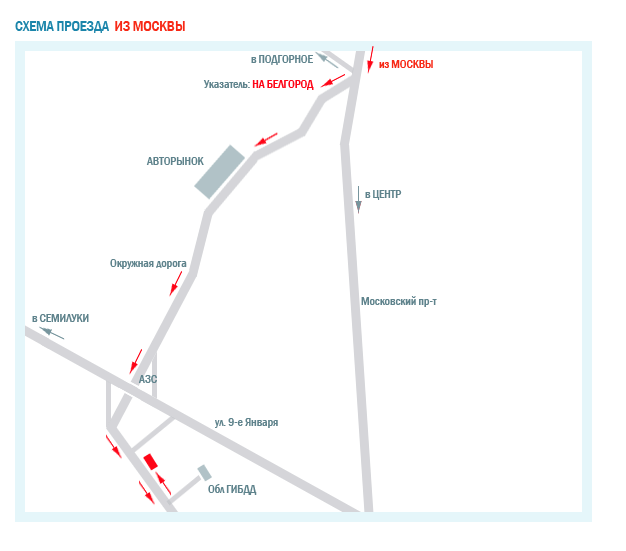 СХЕМА ПРОЕЗДА ИЗ МОСКВЫ
в ПОДГОРНОЕ
из МОСКВЫ
Указатель: НА БЕЛГОРОД
АВТОРЫНОК
в ЦЕНТР
Окружная дорога
Московский пр-т
в СЕМИЛУКИ
АЗС
ул. 9-е Января
Обл ГИБДД